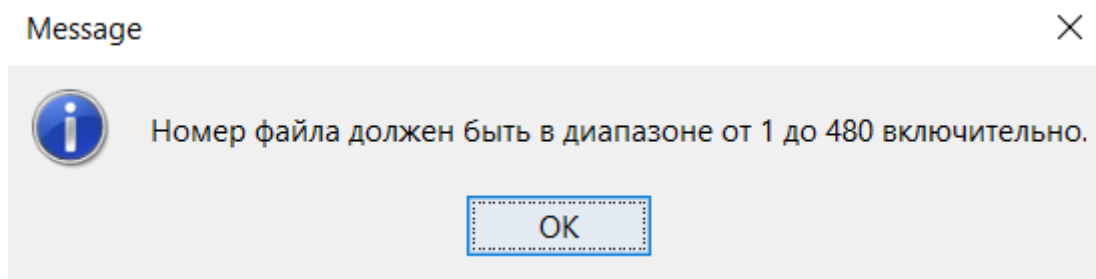 Message
Номер файла должен быть в диапазоне от 1 до 480 включительно.
OK